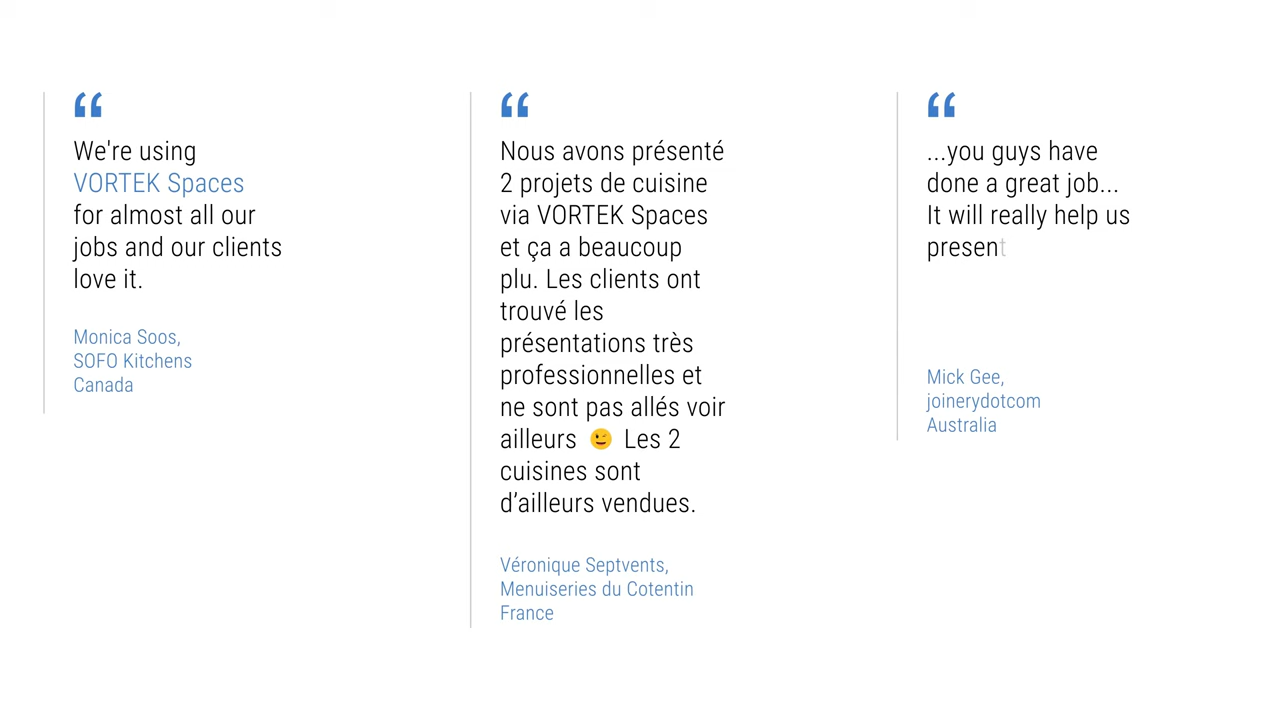 “
We're using
VORTEK Spaces
for almost all our
jobs and our clients
love it.
Monica Soos,
SOFO Kitchens
Canada
“
Nous avons présenté
2 projets de cuisine
via VORTEK Spaces
et ça a beaucoup
plu. Les clients ont
trouvé les
présentations très
professionnelles et
ne sont pas allés voir
ailleurs 😉 Les 2
cuisines sont
d’ailleurs vendues.
Véronique Septvents,
Menuiseries du Cotentin
France
“
...you guys have
done a great job...
It will really help us
present
Mick Gee,
joinerydotcom
Australia